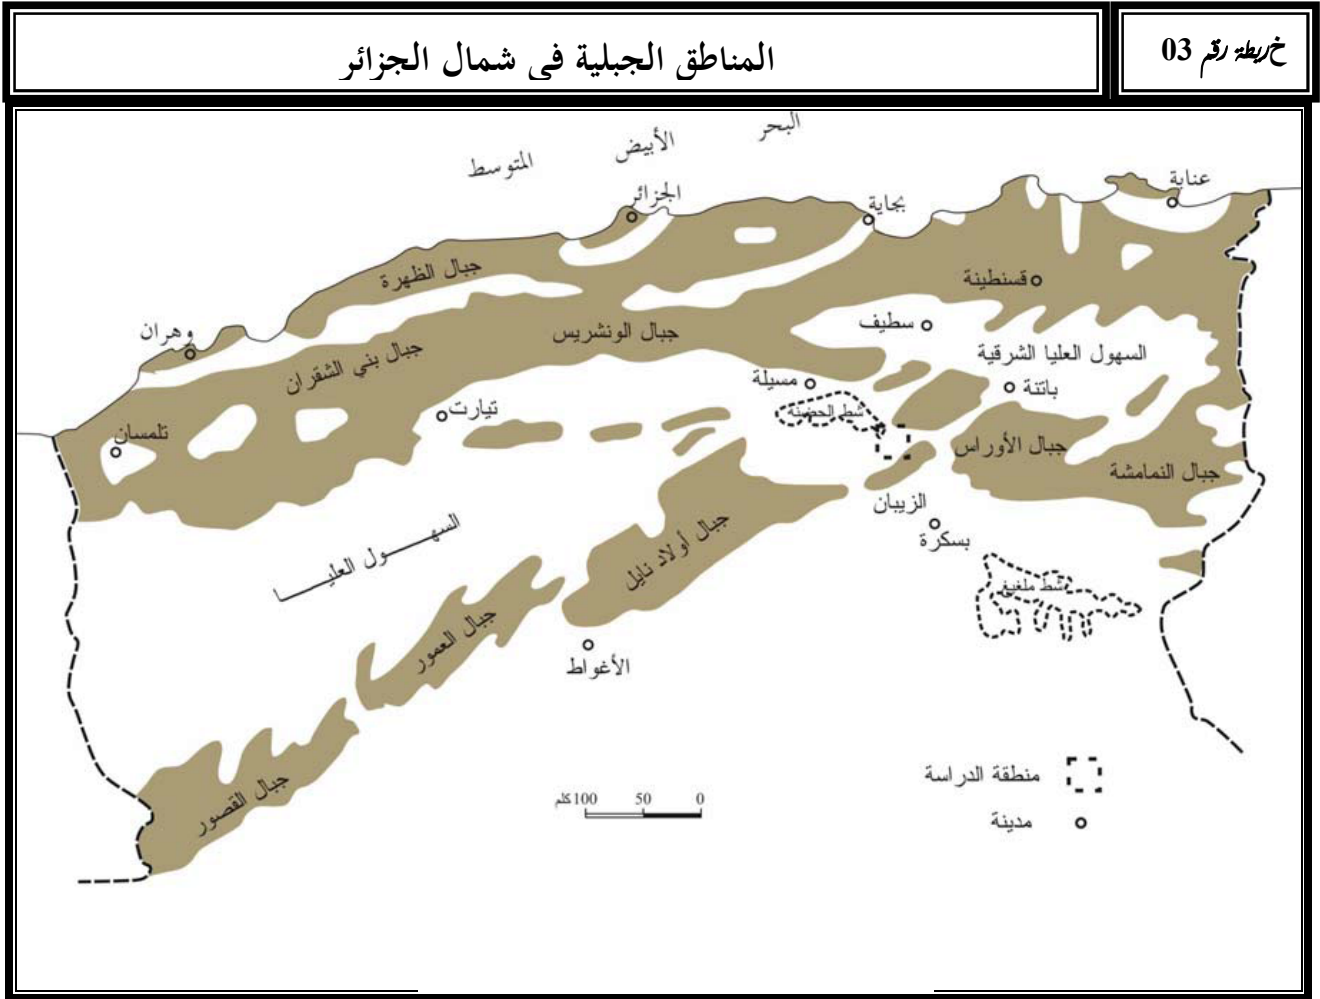 خريطة رقم 03
المناطق الجبلية في شمال الجزائر
البحر
الأبيض
المتوسط
عنابة
الجزائر
بجاية
جبال الظهرة
قسنطينة
وهران
جبال الونشريس
سطيف
جبال بني الشقران
السهول العليا الشرقية
مسيلة
باتنة
تيارت
شط الحضنة
تلمسان
جبال الأوراس
جبال النمامشة
الزيبان
بسكرة
جبال أولاد نايل
السهول العليا
شط ملغيغ
جبال العمور
الأغواط
جبال القصور
منطقة الدراسة
مدينة
0 50 100كلم